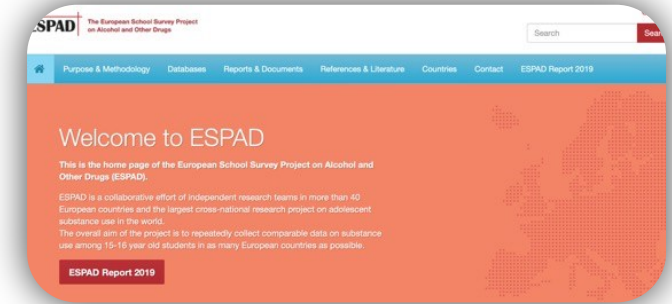 ESPAD
The European School Survey Project
on Alcohol and Other Drugs
Search
Purpose & Methodology
Databases
Reports & Documents
References & Literature
Countries
Contact
ESPAD Report 2019
Welcome to ESPAD
This is the home page of the European School Survey Project on Alcohol and
Other Drugs (ESPAD).
ESPAD is a collaborative effort of independent research teams in more than 40
European countries and the largest cross-national research project on adolescent
substance use in the world.
The overall aim of the project is to repeatedly collect comparable data on substance
use among 15-16 year old students in as many European countries as possible.
ESPAD Report 2019